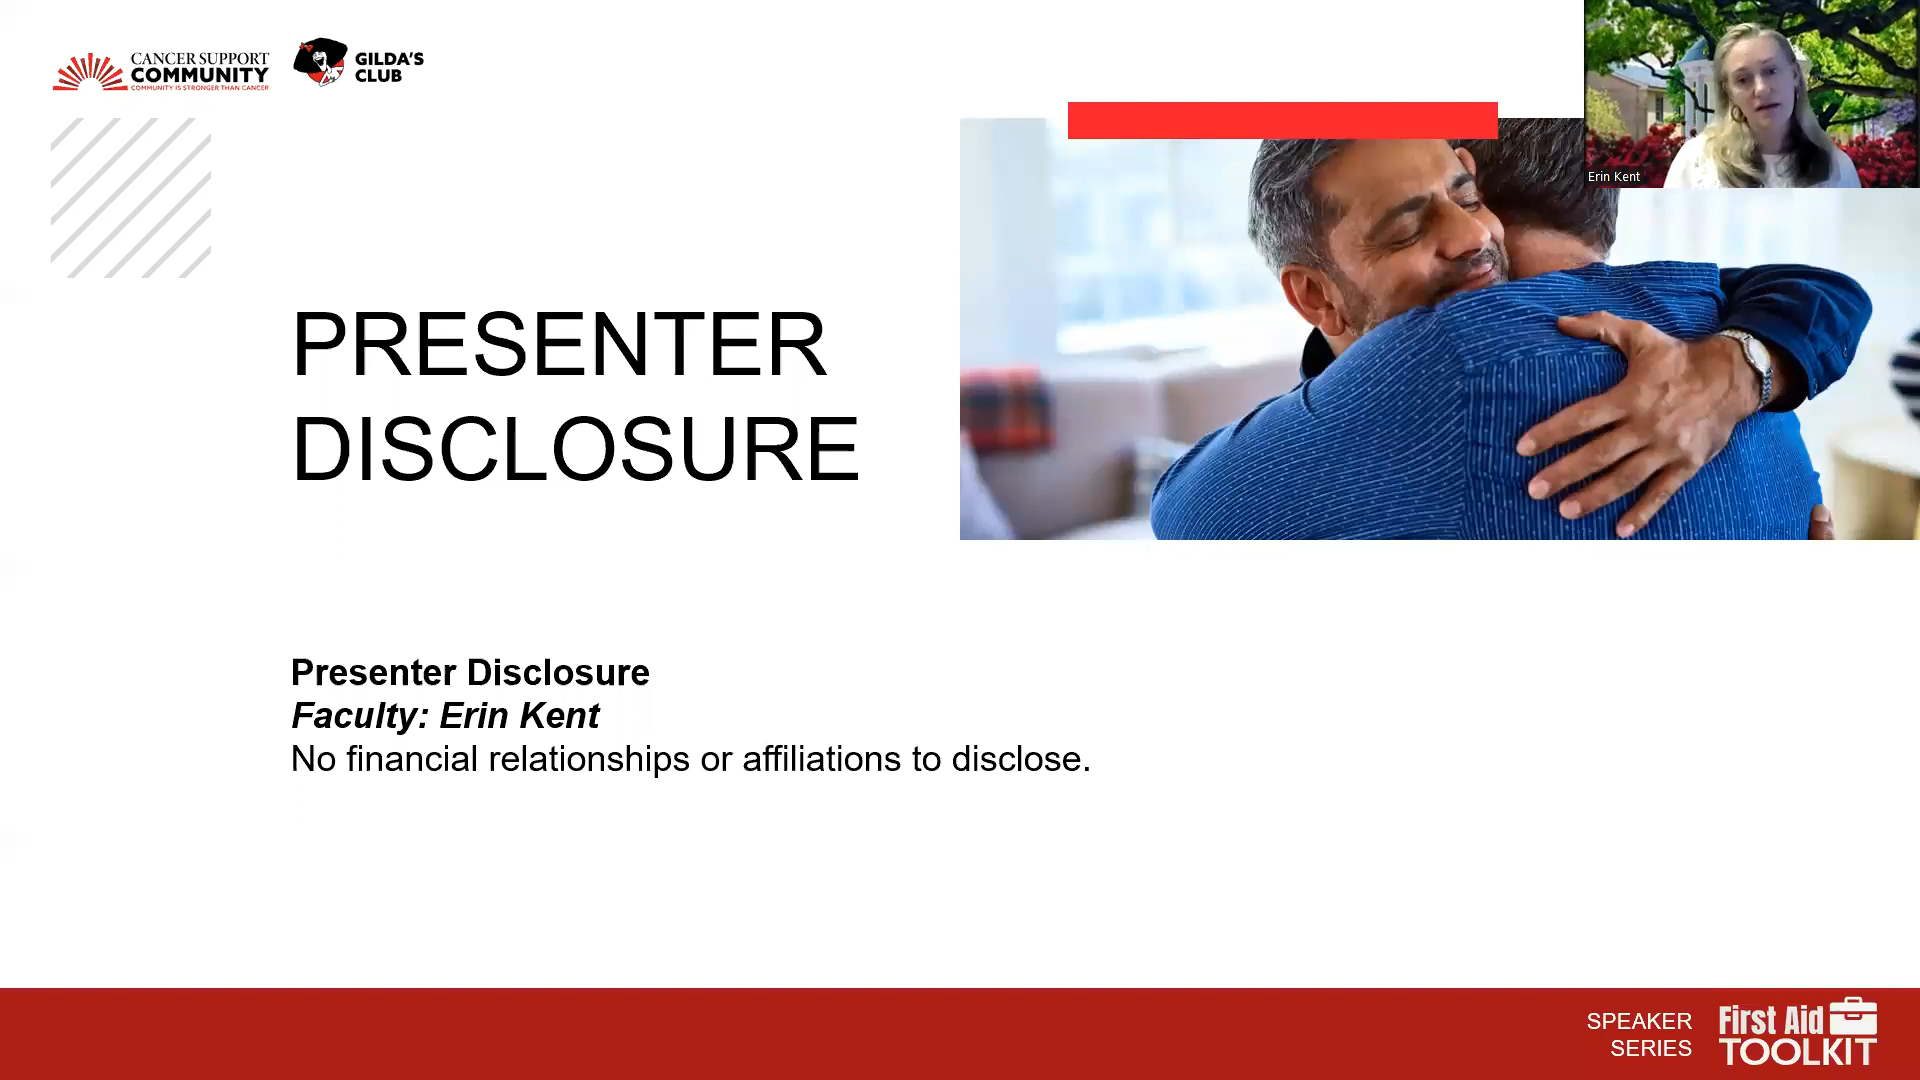 CANCER SUPPORT
COMMUNITY
COMMUNITY IS STRONGER THAN CANCER
GILDA'S
CLUB
Erin Kent
PRESENTER
DISCLOSURE
Presenter Disclosure
Faculty: Erin Kent
No financial relationships or affiliations to disclose.
SPEAKER
SERIES
First Aid
TOOLKIT